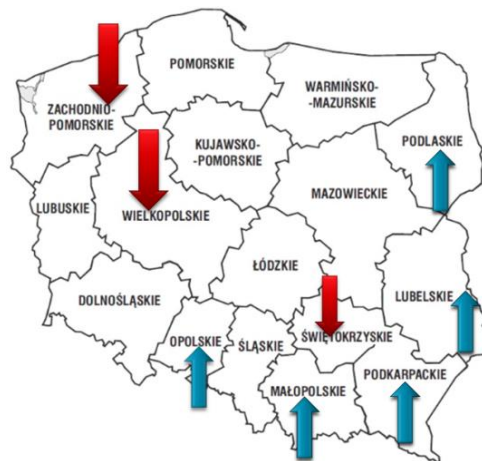 POMORSKIE
WARMIŃSKO-
-MAZURSKIE
ZACHODNIO-
POMORSKIE
KUJAWSKO-
-POMORSKIE
PODLASKIE
MAZOWIECKIE
LUBUSKIE
WIELKOPOLSKIE
ŁÓDZKIE
DOLNOŚLĄSKIE
LUBELSKIE
OPOLSKIE
ŚLĄSKIE
ŚWIĘTOKRZYSKIE
PODKARPACKIE
MAŁOPOLSKIE